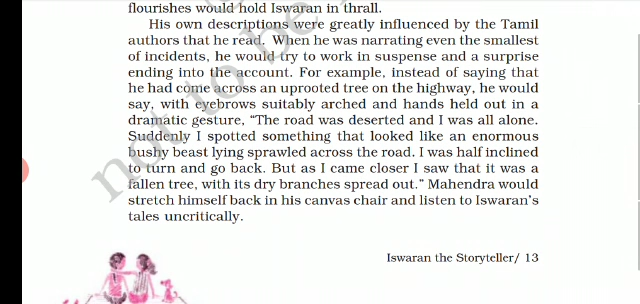 flourishes would hold Iswaran in thrall.
His own descriptions were greatly influenced by the Tamil
authors that he read. When he was narrating even the smallest
of incidents, he would try to work in suspense and a surprise
ending into the account. For example, instead of saying that
he had come across an uprooted tree on the highway, he would
say, with eyebrows suitably arched and hands held out in a
dramatic gesture, “The road was deserted and I was all alone.
Suddenly I spotted something that looked like an enormous
bushy beast lying sprawled across the road. I was half inclined
to turn and go back. But as I came closer I saw that it was a
fallen tree, with its dry branches spread out.” Mahendra would
stretch himself back in his canvas chair and listen to Iswaran’s
tales uncritically.
Iswaran the Storyteller/ 13
not to be